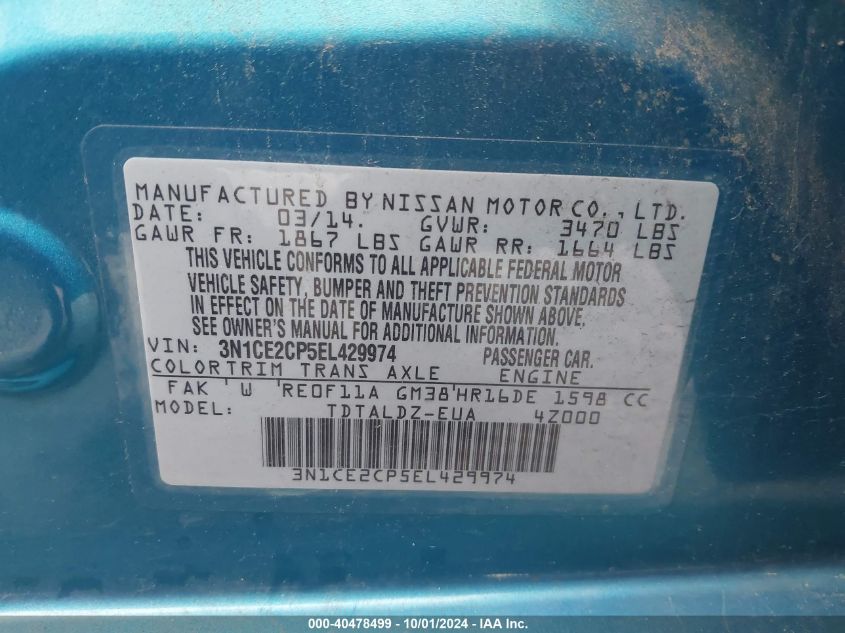 MANUFACTURED BY NISSAN MOTOR CO., LTD.
DATE: 03/14. GVWR: 3470 LBS
GAWR FR: 1867 LBS GAWR RR: 1664 LBS
THIS VEHICLE CONFORMS TO ALL APPLICABLE FEDERAL MOTOR
VEHICLE SAFETY, BUMPER AND THEFT PREVENTION STANDARDS
IN EFFECT ON THE DATE OF MANUFACTURE SHOWN ABOVE.
SEE OWNER'S MANUAL FOR ADDITIONAL INFORMATION.
VIN: 3N1CE2CP5EL429974 PASSENGER CAR.
COLOR TRIM TRANS AXLE ENGINE
FAK ' W ' RE0F11A GM38 ' HR16DE 1598 CC
MODEL: TDTALDZ-EUA 4Z000
3N1CE2CP5EL429974
000-40478499 - 10/01/2024 - IAA Inc.